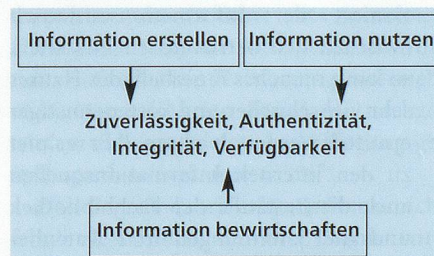 Information erstellen
Information nutzen
Zuverlässigkeit, Authentizität,
Integrität, Verfügbarkeit
Information bewirtschaften